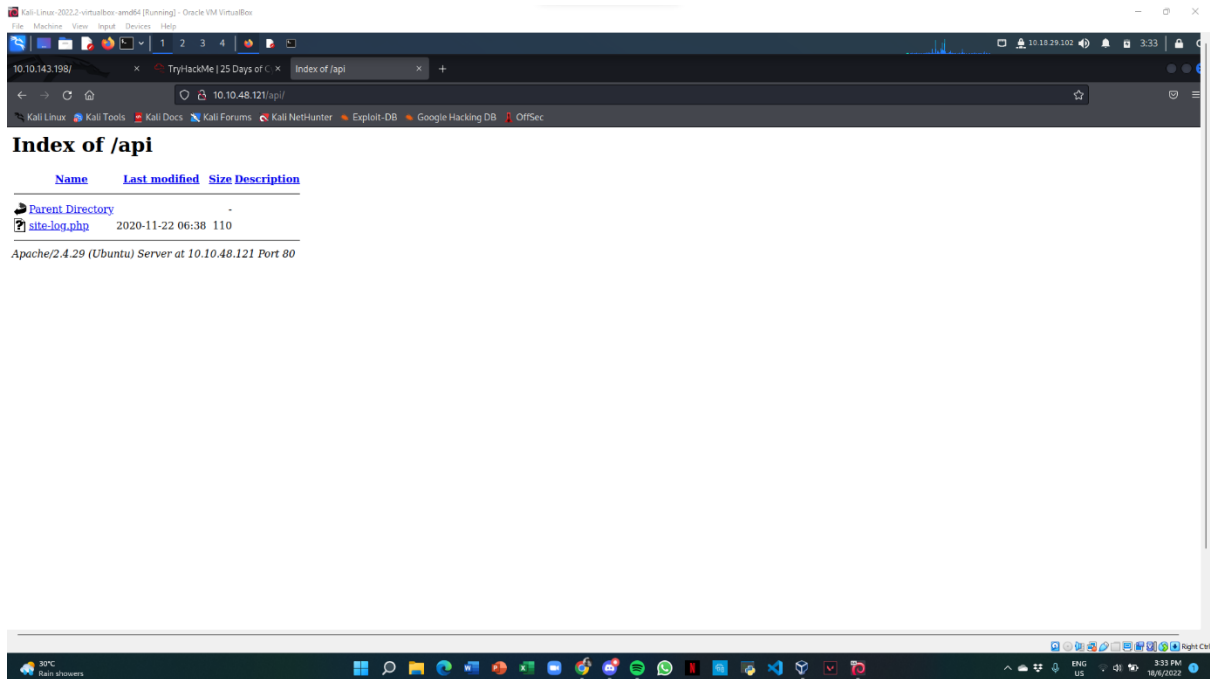 Kali-Linux-2022.2-virtualbox-amd64 [Running] - Oracle VM VirtualBox
File Machine View Input Devices Help
1 2 3 4
10.18.29.102
3:33
10.10.143.198/
TryHackMe | 25 Days of C
Index of /api
10.10.48.121/api/
Kali Linux Kali Tools Kali Docs Kali Forums Kali NetHunter Exploit-DB Google Hacking DB OffSec
Index of /api
Name Last modified Size Description
Parent Directory -
site-log.php 2020-11-22 06:38 110
Apache/2.4.29 (Ubuntu) Server at 10.10.48.121 Port 80
Right Ctrl
30°C
Rain showers
ENG
US
3:33 PM
18/6/2022